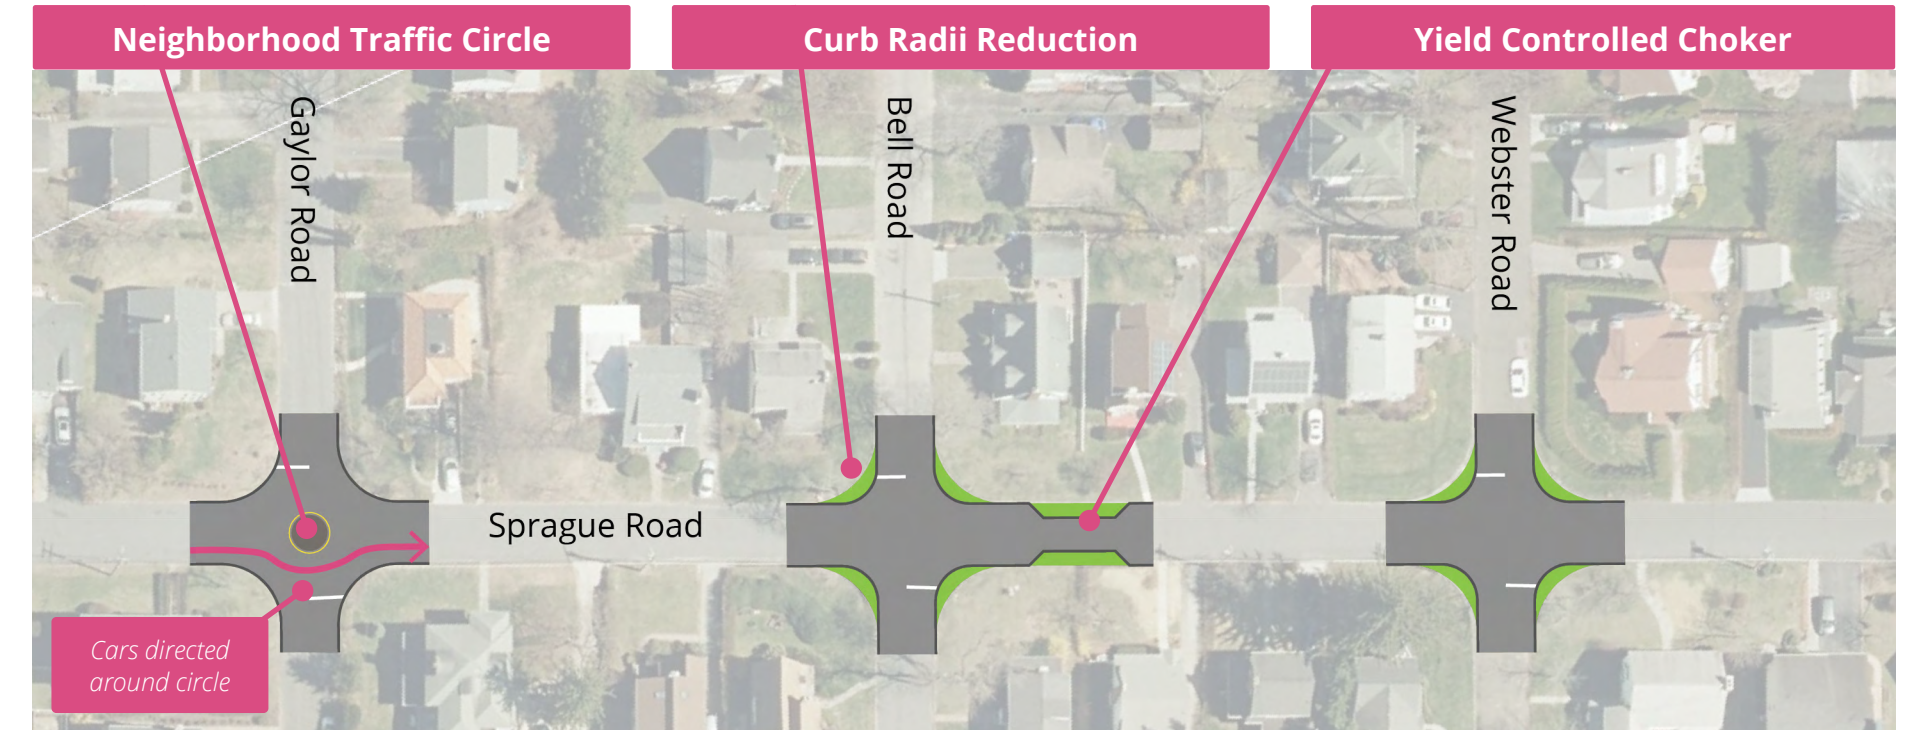 Neighborhood Traffic Circle
Curb Radii Reduction
Yield Controlled Choker
Gaylor Road
Bell Road
Webster Road
Sprague Road
Cars directed
around circle